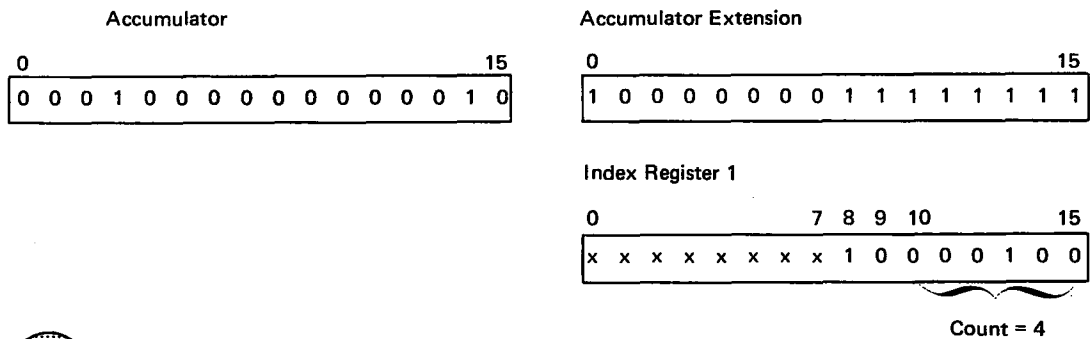 Accumulator Accumulator Extension
0 15 0 15
0 0 0 1 0 0 0 0 0 0 0 0 0 0 1 0 1 0 0 0 0 0 0 0 1 1 1 1 1 1 1 1
Index Register 1
0 7 8 9 10 15
x x x x x x x x 1 0 0 0 0 1 0 0
Count = 4